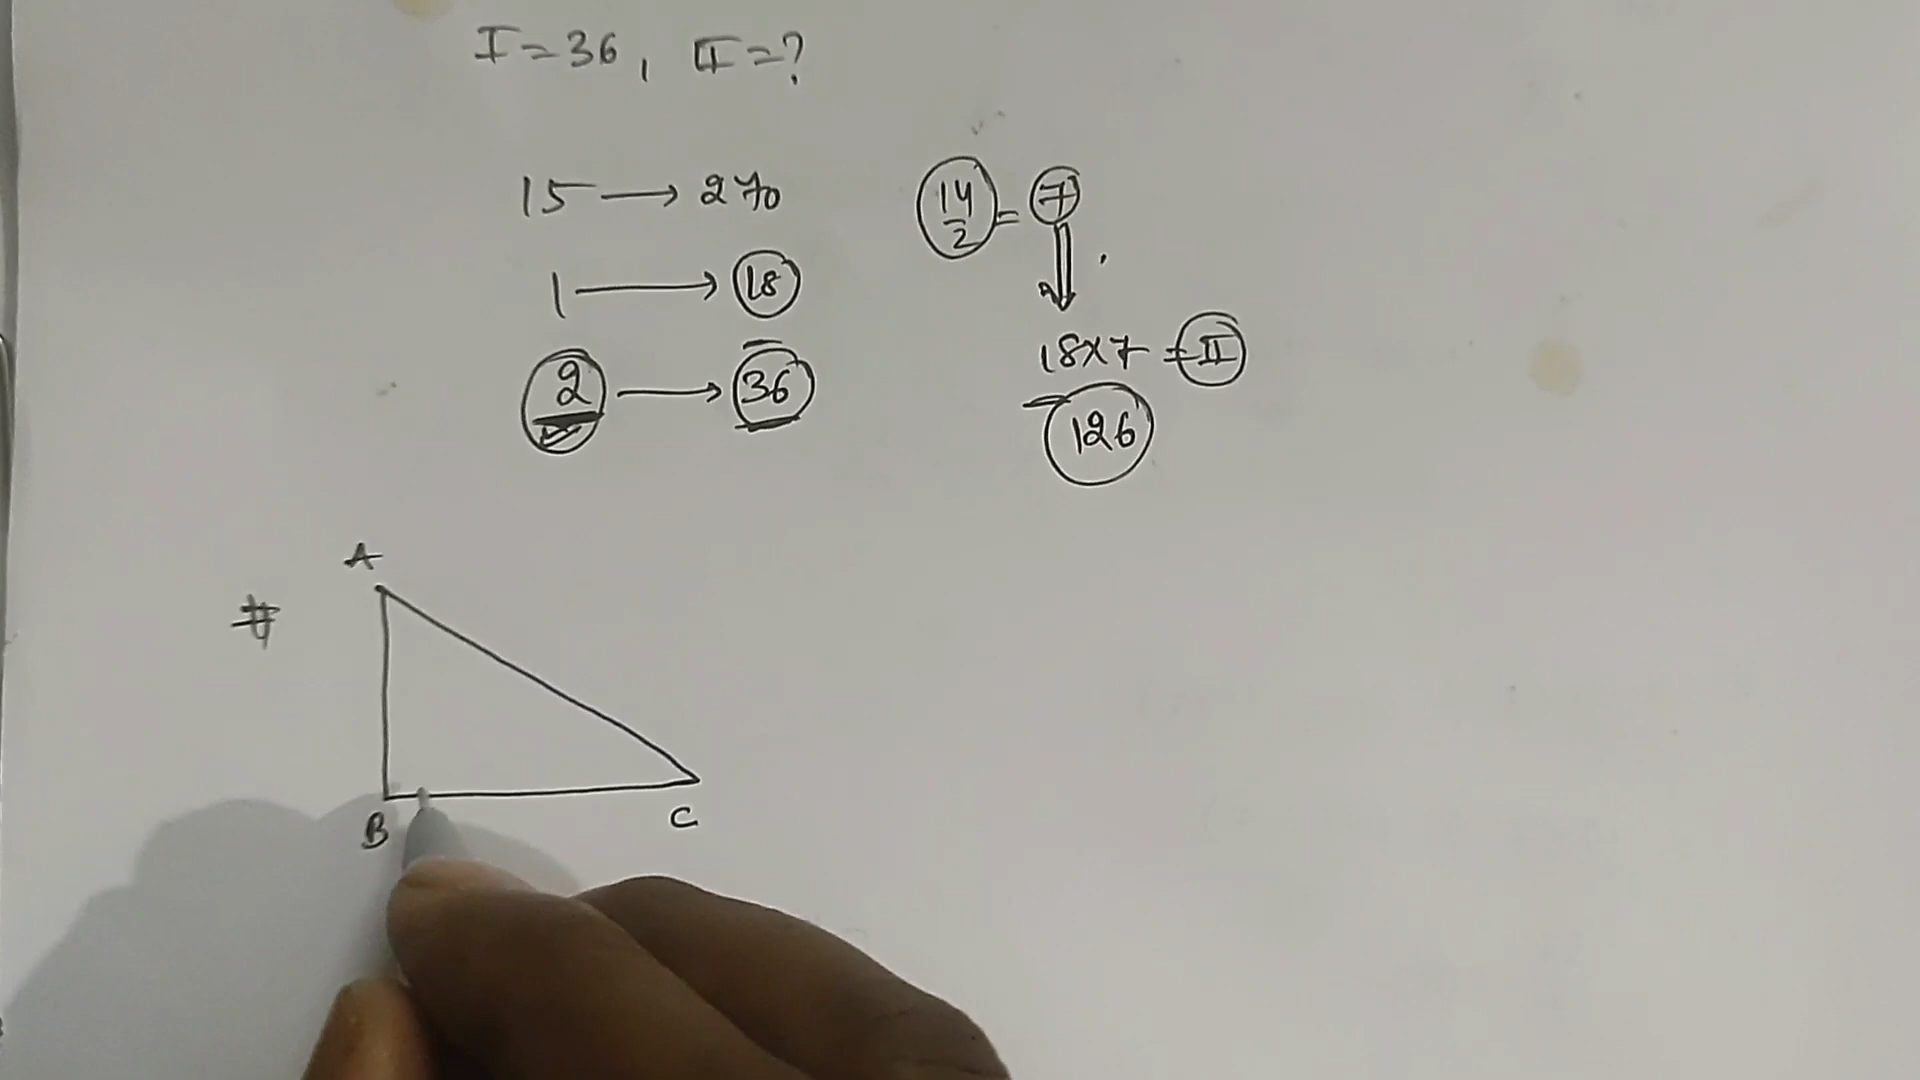 I = 36, II = ?
15 → 270
1 → 18
2 → 36
14/2 = 7
18×7 = II
126
#
A
B
C